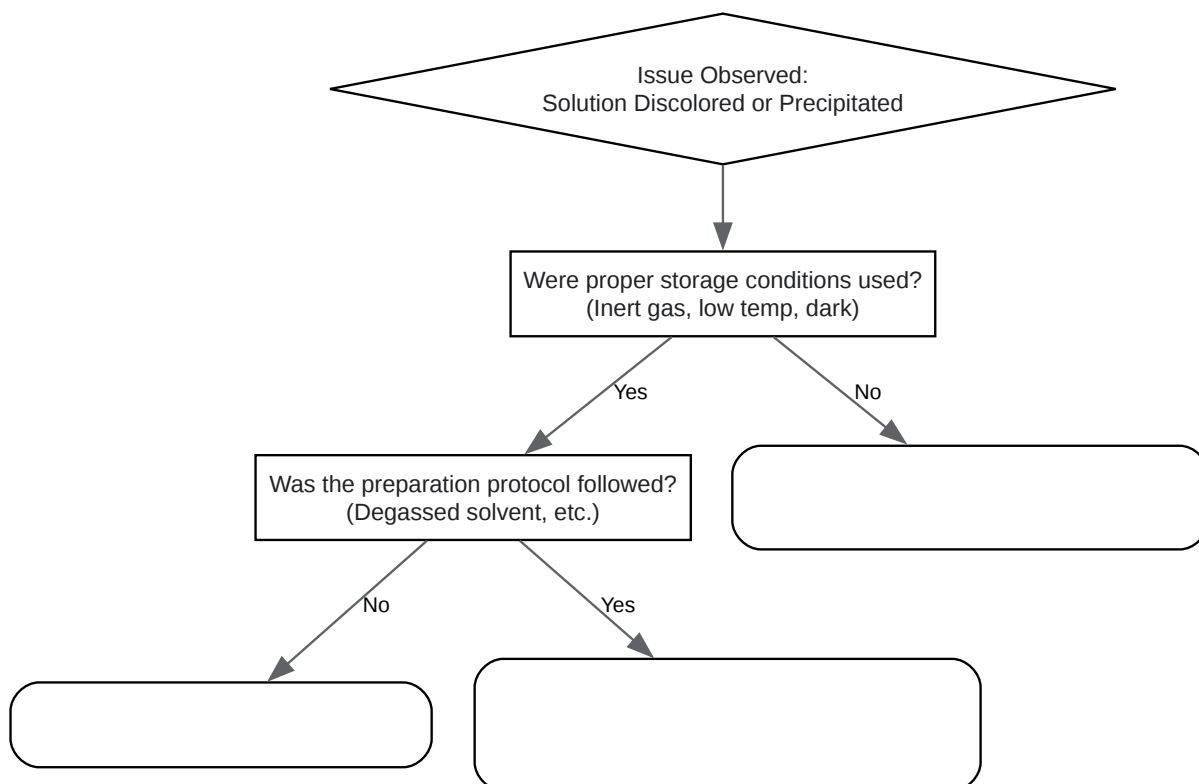 Issue Observed:
Solution Discolored or Precipitated
Were proper storage conditions used?
(Inert gas, low temp, dark)
Yes
No
Was the preparation protocol followed?
(Degassed solvent, etc.)
No
Yes